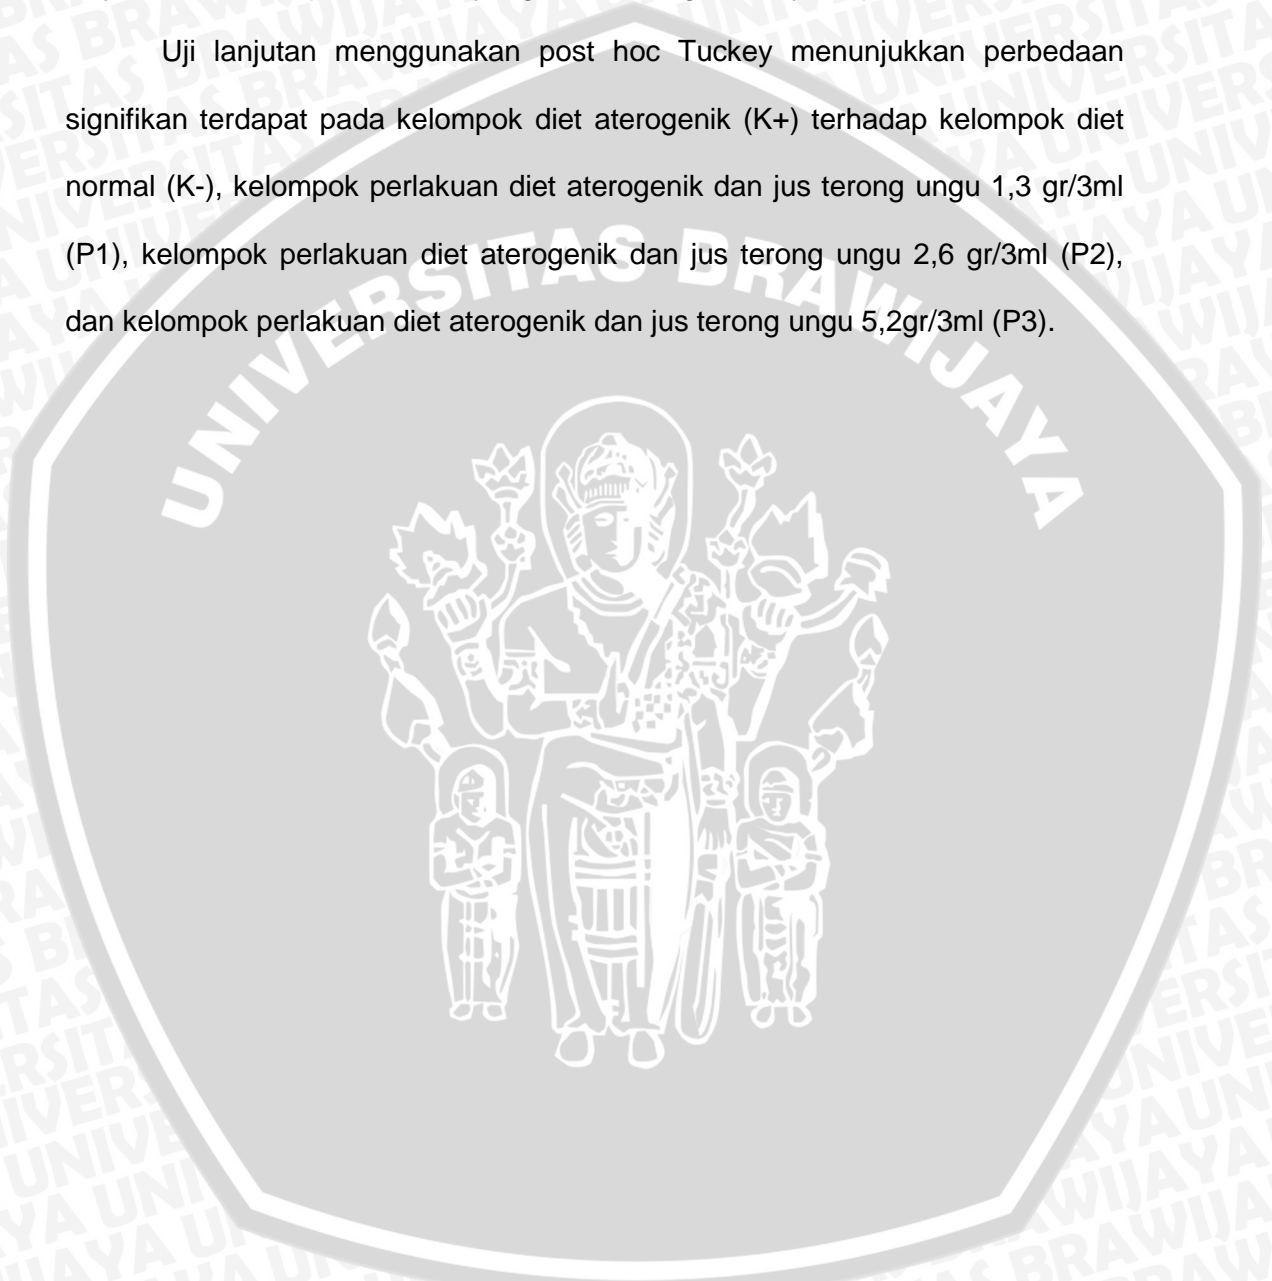 Uji lanjutan menggunakan post hoc Tuckey menunjukkan perbedaan
signifikan terdapat pada kelompok diet aterogenik (K+) terhadap kelompok diet
normal (K-), kelompok perlakuan diet aterogenik dan jus terong ungu 1,3 gr/3ml
(P1), kelompok perlakuan diet aterogenik dan jus terong ungu 2,6 gr/3ml (P2),
dan kelompok perlakuan diet aterogenik dan jus terong ungu 5,2gr/3ml (P3).
UNIVERSITAS BRAWIJAYA